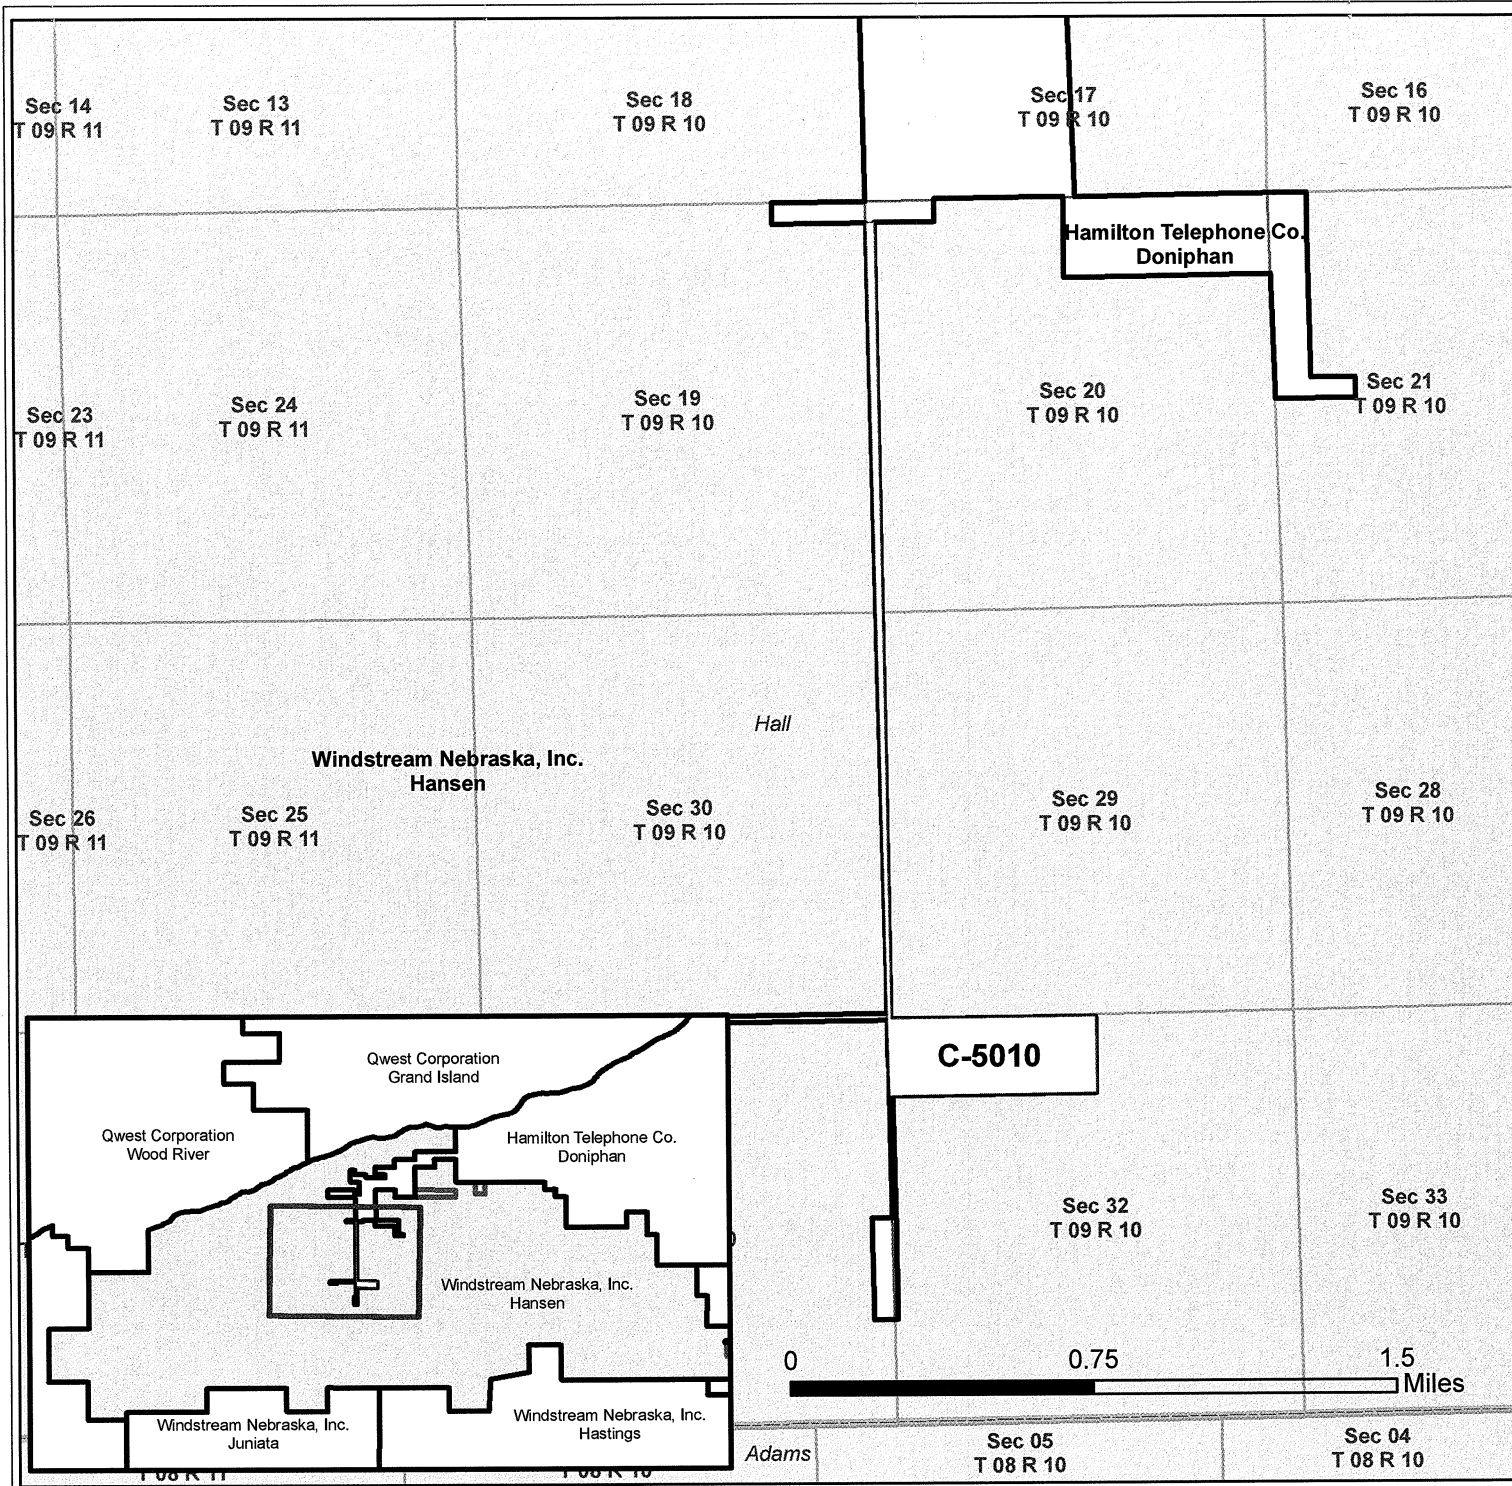 Sec 14
T 09 R 11
Sec 13
T 09 R 11
Sec 18
T 09 R 10
Sec 17
T 09 R 10
Sec 16
T 09 R 10
Hamilton Telephone Co.
Doniphan
Sec 23
T 09 R 11
Sec 24
T 09 R 11
Sec 19
T 09 R 10
Sec 20
T 09 R 10
Sec 21
T 09 R 10
Hall
Windstream Nebraska, Inc.
Hansen
Sec 26
T 09 R 11
Sec 25
T 09 R 11
Sec 30
T 09 R 10
Sec 29
T 09 R 10
Sec 28
T 09 R 10
C-5010
Qwest Corporation
Grand Island
Qwest Corporation
Wood River
Hamilton Telephone Co.
Doniphan
Windstream Nebraska, Inc.
Hansen
Windstream Nebraska, Inc.
Juniata
Windstream Nebraska, Inc.
Hastings
Sec 32
T 09 R 10
Sec 33
T 09 R 10
0 0.75 1.5
Miles
Adams
Sec 05
T 08 R 10
Sec 04
T 08 R 10
T 08 R 11
T 08 R 10